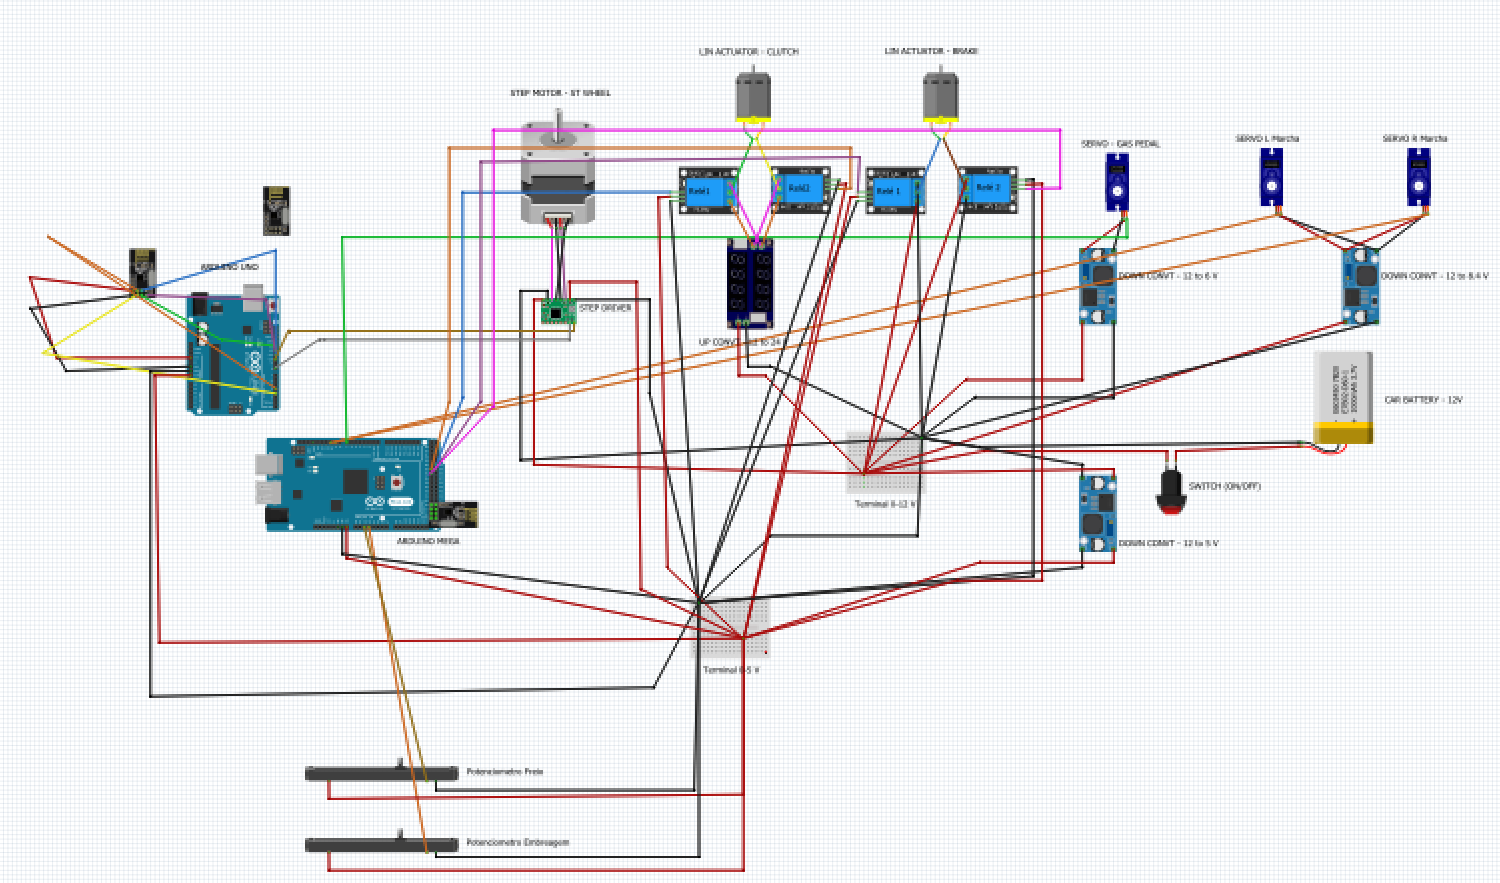 LIN ACTUATOR - CLUTCH
LIN ACTUATOR - BRAKE
STEP MOTOR - ST WHEEL
SERVO - GAS PEDAL
SERVO L Marcha
SERVO R Marcha
Relé1
Relé2
Relé 1
Relé 2
ARDUINO UNO
DOWN CONVT - 12 to 6 V
DOWN CONVT - 12 to 8.4 V
STEP DRIVER
UP CONVT - 12 to 24
CAR BATTERY - 12V
SWITCH (ON/OFF)
Terminal 0-12 V
ARDUINO MEGA
DOWN CONVT - 12 to 5 V
Terminal 0-5 V
Potenciometro Freio
Potenciometro Embreagem